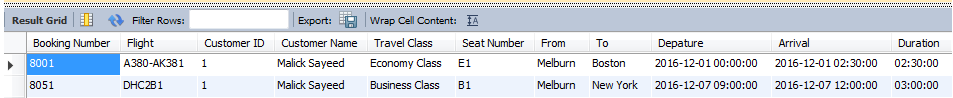 Result Grid Filter Rows: Export: Wrap Cell Content: IA
Booking Number Flight Customer ID Customer Name Travel Class Seat Number From To Depature Arrival Duration
8001 A380-AK381 1 Malick Sayeed Economy Class E1 Melburn Boston 2016-12-01 00:00:00 2016-12-01 02:30:00 02:30:00
8051 DHC2B1 1 Malick Sayeed Business Class B1 Melburn New York 2016-12-07 09:00:00 2016-12-07 12:00:00 03:00:00